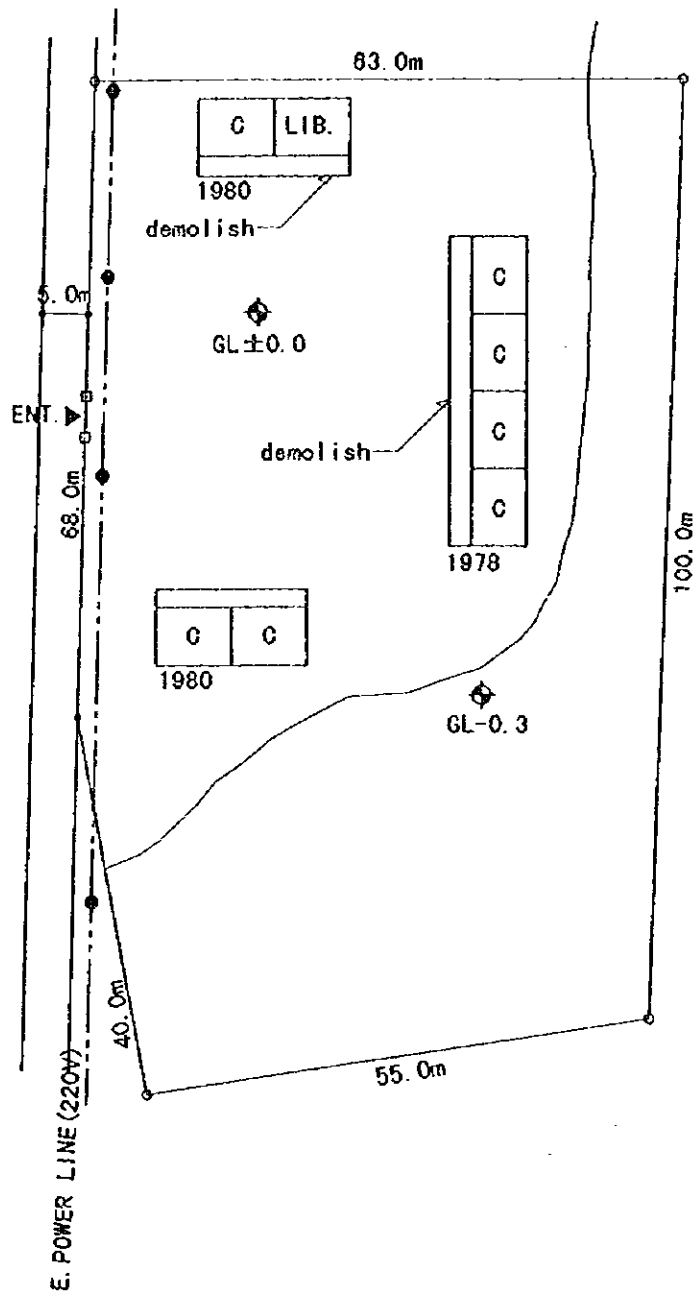 63.0m
C LIB.
1980
demolish
5.0m
GL±0.0
C
C
ENT.
demolish
C
68.0m
C
1978
100.0m
C C
1980
GL-0.3
40.0m
55.0m
E. POWER LINE (220V)